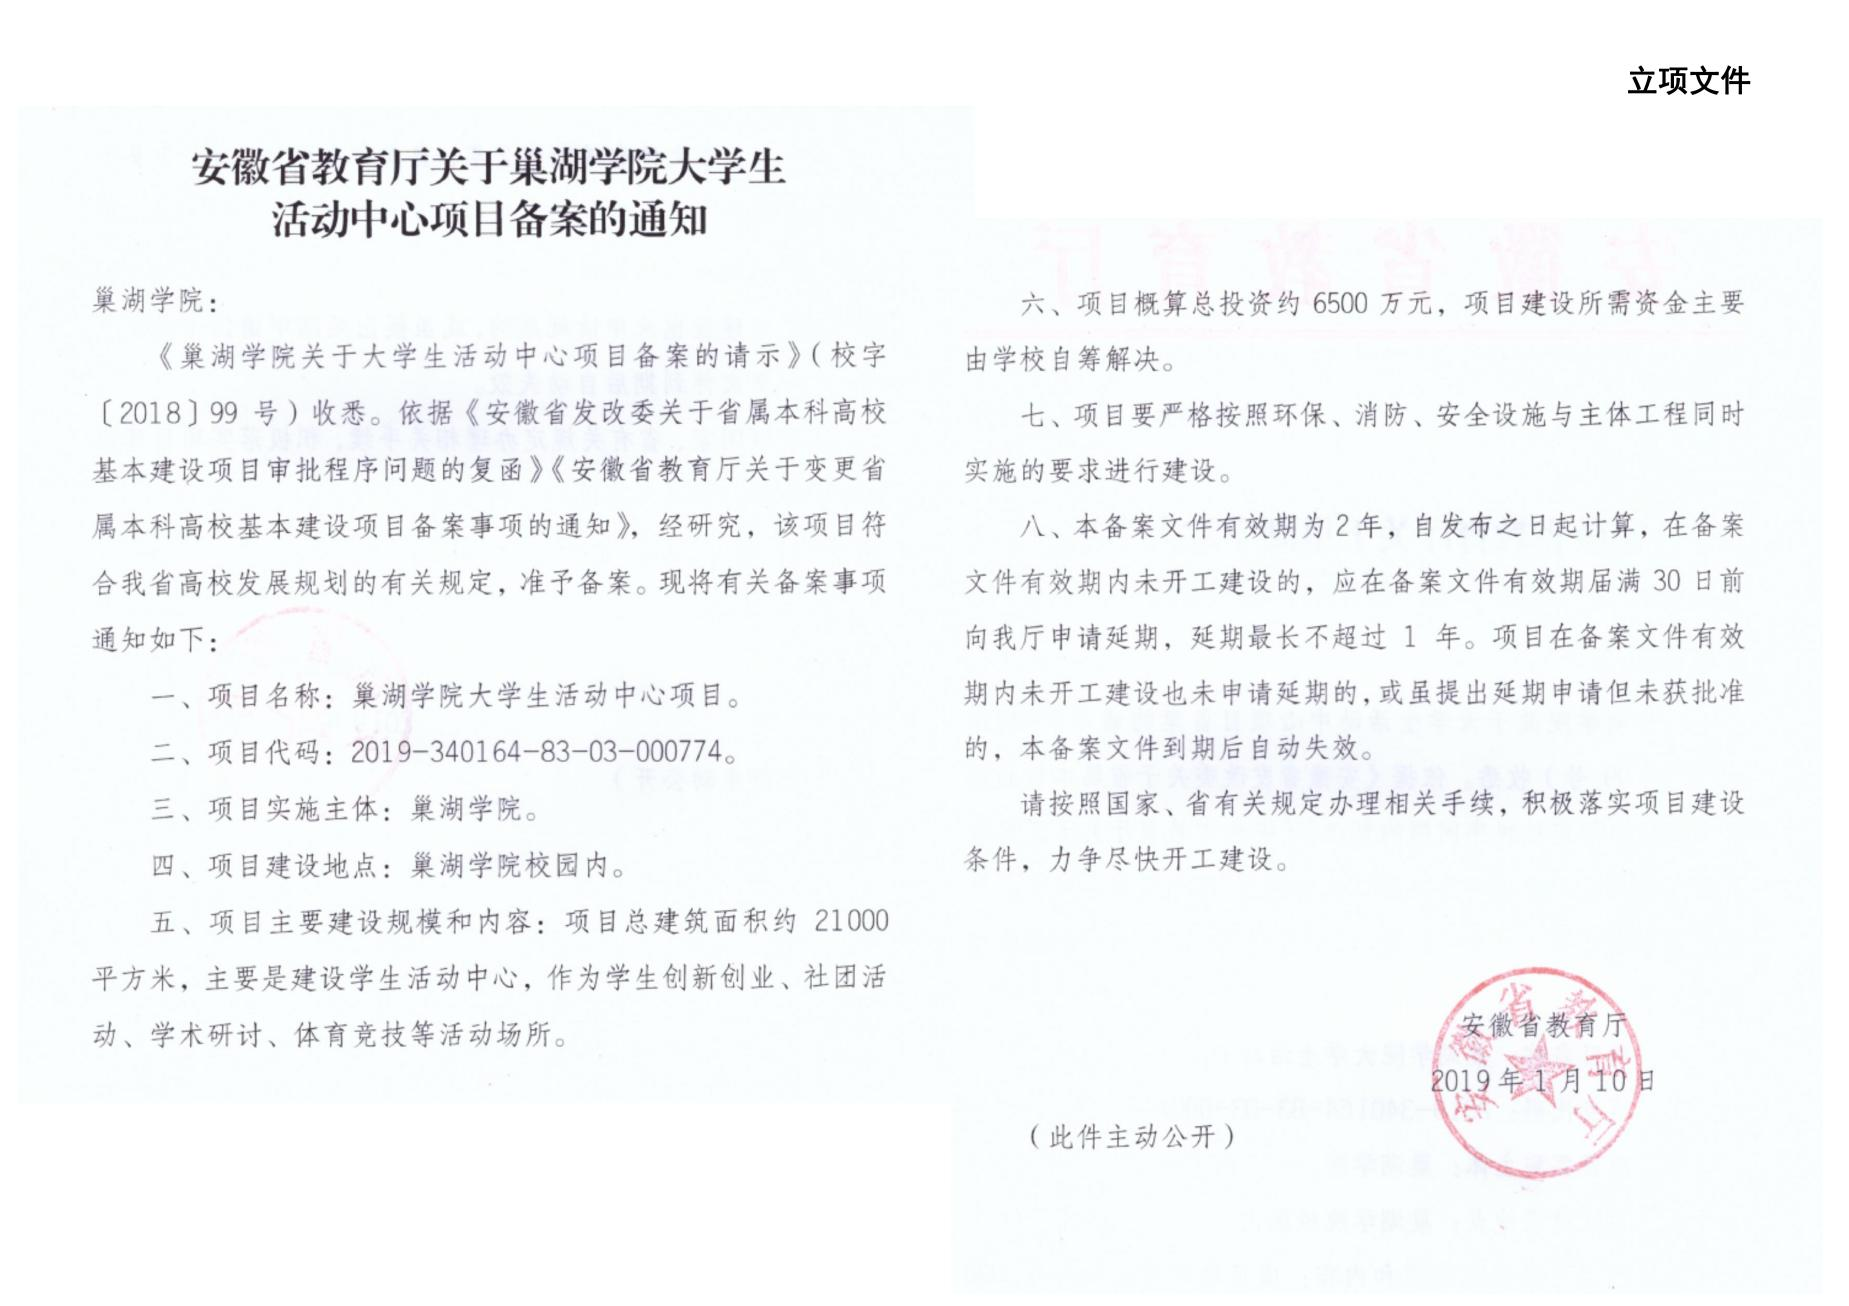 立项文件
安徽省教育厅关于巢湖学院大学生
活动中心项目备案的通知
巢湖学院：
《巢湖学院关于大学生活动中心项目备案的请示》（校字
〔2018〕99 号）收悉。依据《安徽省发改委关于省属本科高校
基本建设项目审批程序问题的复函》《安徽省教育厅关于变更省
属本科高校基本建设项目备案事项的通知》，经研究，该项目符
合我省高校发展规划的有关规定，准予备案。现将有关备案事项
通知如下：
一、项目名称：巢湖学院大学生活动中心项目。
二、项目代码：2019-340164-83-03-000774。
三、项目实施主体：巢湖学院。
四、项目建设地点：巢湖学院校园内。
五、项目主要建设规模和内容：项目总建筑面积约 21000
平方米，主要是建设学生活动中心，作为学生创新创业、社团活
动、学术研讨、体育竞技等活动场所。
六、项目概算总投资约 6500 万元，项目建设所需资金主要
由学校自筹解决。
七、项目要严格按照环保、消防、安全设施与主体工程同时
实施的要求进行建设。
八、本备案文件有效期为 2 年，自发布之日起计算，在备案
文件有效期内未开工建设的，应在备案文件有效期届满 30 日前
向我厅申请延期，延期最长不超过 1 年。项目在备案文件有效
期内未开工建设也未申请延期的，或虽提出延期申请但未获批准
的，本备案文件到期后自动失效。
请按照国家、省有关规定办理相关手续，积极落实项目建设
条件，力争尽快开工建设。
安徽省教育厅
安徽省教育厅
2019 年 1 月 10 日
（此件主动公开）